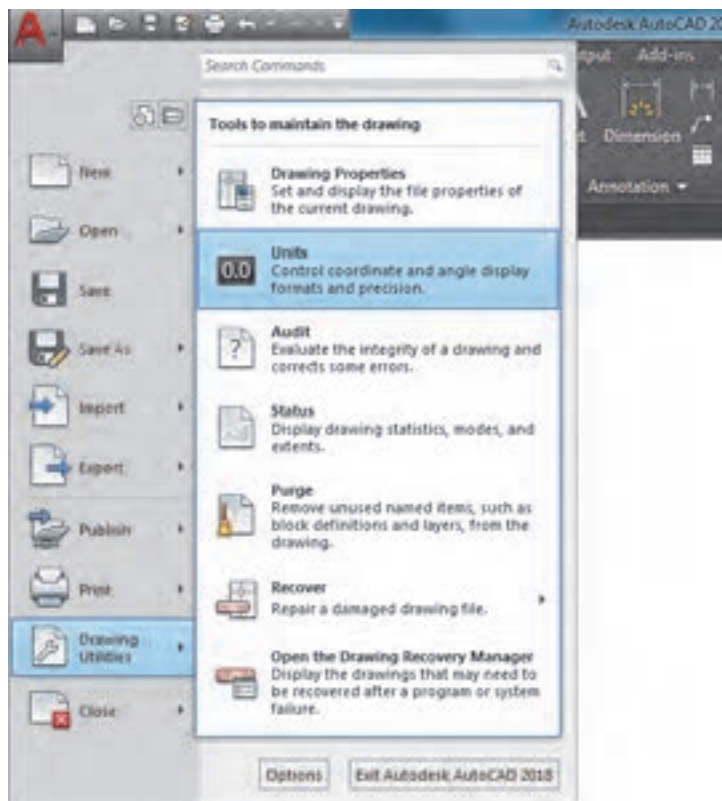 Autodesk AutoCAD 20
Search Commands
Add-ins
Tools to maintain the drawing
Dimension
Annotation
New
Open
Save
Save As
Import
Export
Publish
Print
Drawing
Utilities
Close
Drawing Properties
Set and display the file properties of
the current drawing.
0.0
Units
Control coordinate and angle display
formats and precision.
Audit
Evaluate the integrity of a drawing and
corrects some errors.
Status
Display drawing statistics, modes, and
extents.
Purge
Remove unused named items, such as
block definitions and layers, from the
drawing.
Recover
Repair a damaged drawing file.
Open the Drawing Recovery Manager
Display the drawings that may need to
be recovered after a program or system
failure.
Options
Exit Autodesk AutoCAD 2018